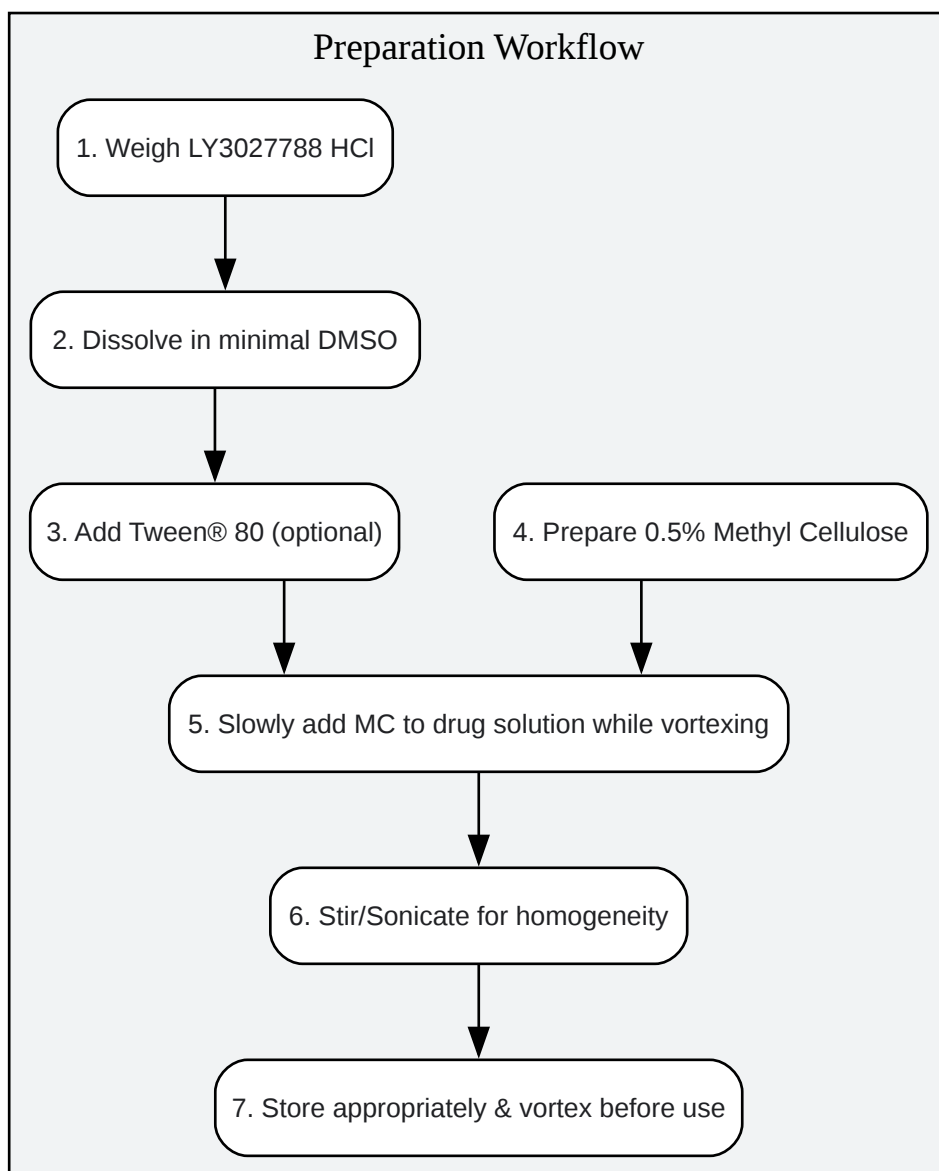 Preparation Workflow
1. Weigh LY3027788 HCl
2. Dissolve in minimal DMSO
3. Add Tween® 80 (optional)
4. Prepare 0.5% Methyl Cellulose
5. Slowly add MC to drug solution while vortexing
6. Stir/Sonicate for homogeneity
7. Store appropriately & vortex before use